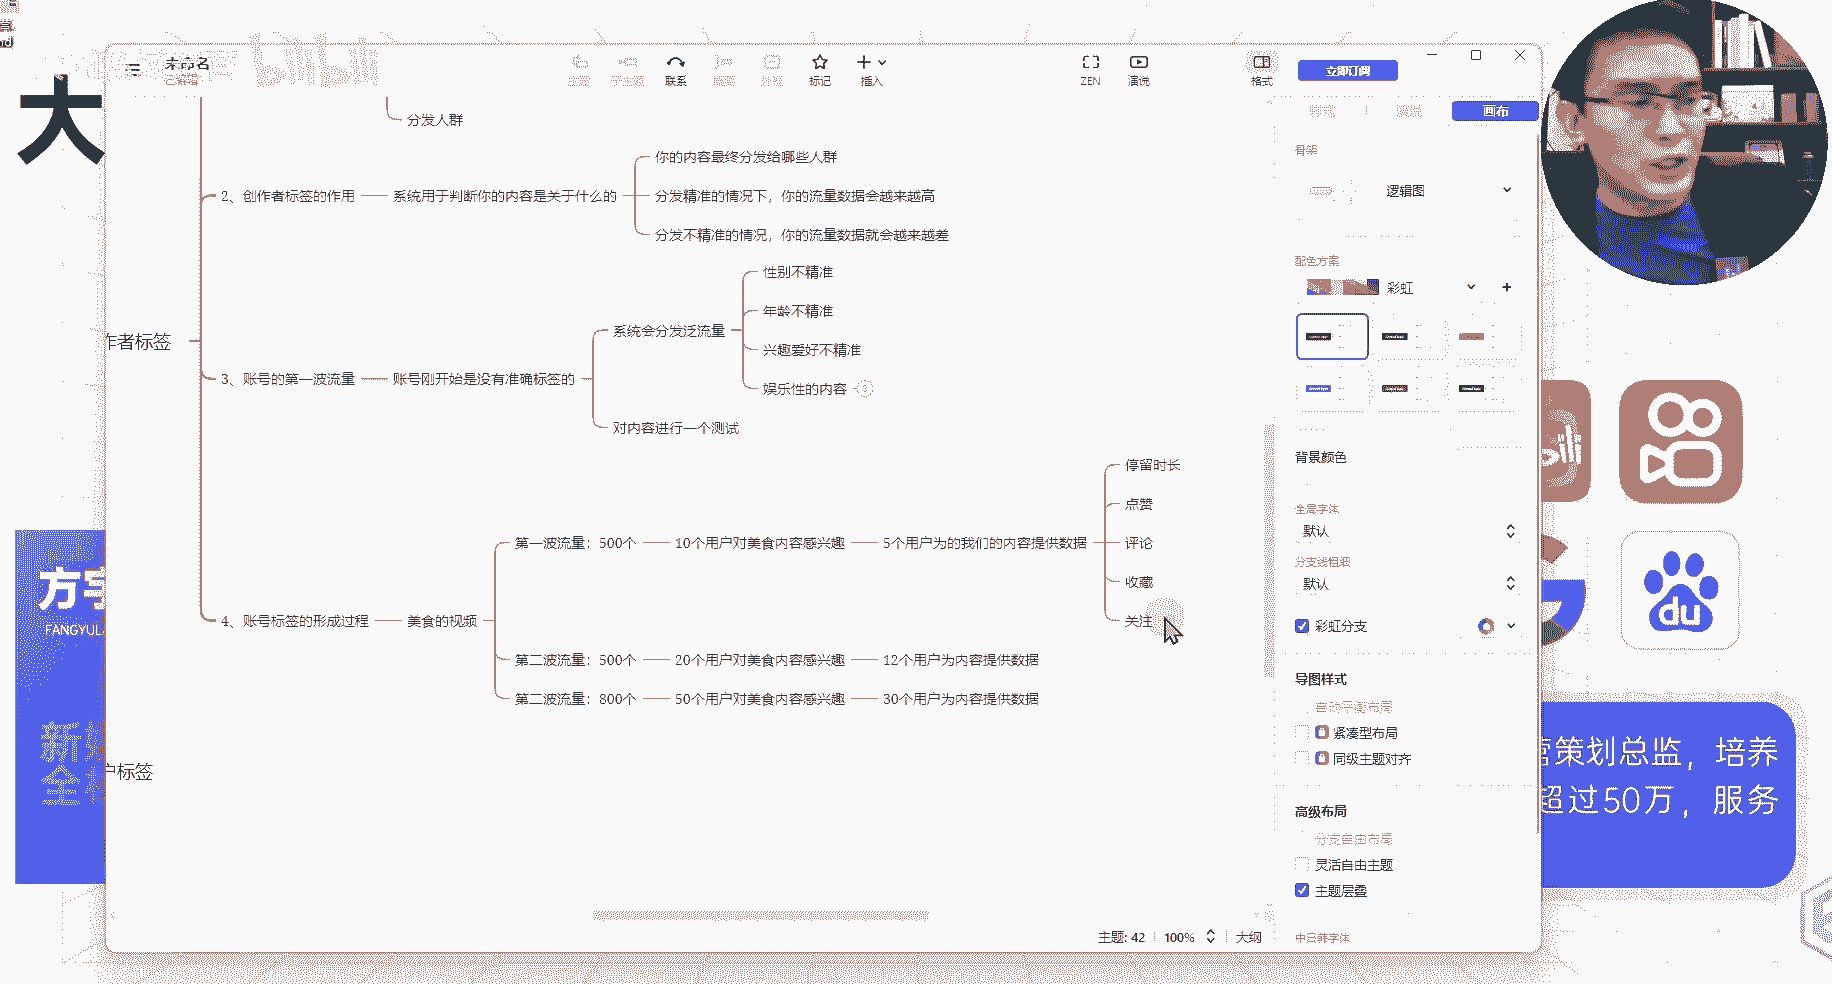 大
未命名
已编辑
bilibili
主题
子主题
联系
概要
外框
标记
插入
ZEN
演说
格式
立即订阅
样式
演说
画布
分发人群
你的内容最终分发给哪些人群
2、创作者标签的作用
系统用于判断你的内容是关于什么的
分发精准的情况下，你的流量数据会越来越高
分发不精准的情况，你的流量数据就会越来越差
性别不精准
年龄不精准
系统会分发泛流量
作者标签
兴趣爱好不精准
3、账号的第一波流量
账号刚开始是没有准确标签的
娱乐性的内容
对内容进行一个测试
停留时长
点赞
第一波流量：500个
10个用户对美食内容感兴趣
5个用户为的我们的内容提供数据
评论
收藏
4、账号标签的形成过程
美食的视频
关注
第二波流量：500个
20个用户对美食内容感兴趣
12个用户为内容提供数据
第二波流量：800个
50个用户对美食内容感兴趣
30个用户为内容提供数据
户标签
骨架
逻辑图
配色方案
彩虹
背景颜色
全局字体
默认
分支线粗细
默认
彩虹分支
导图样式
自动平衡布局
紧凑型布局
同级主题对齐
高级布局
分支自由布局
灵活自由主题
主题层叠
中日韩字体
主题: 42
100%
大纲
方宇
FANGYUL
新
全
du
营策划总监，培养
超过50万，服务